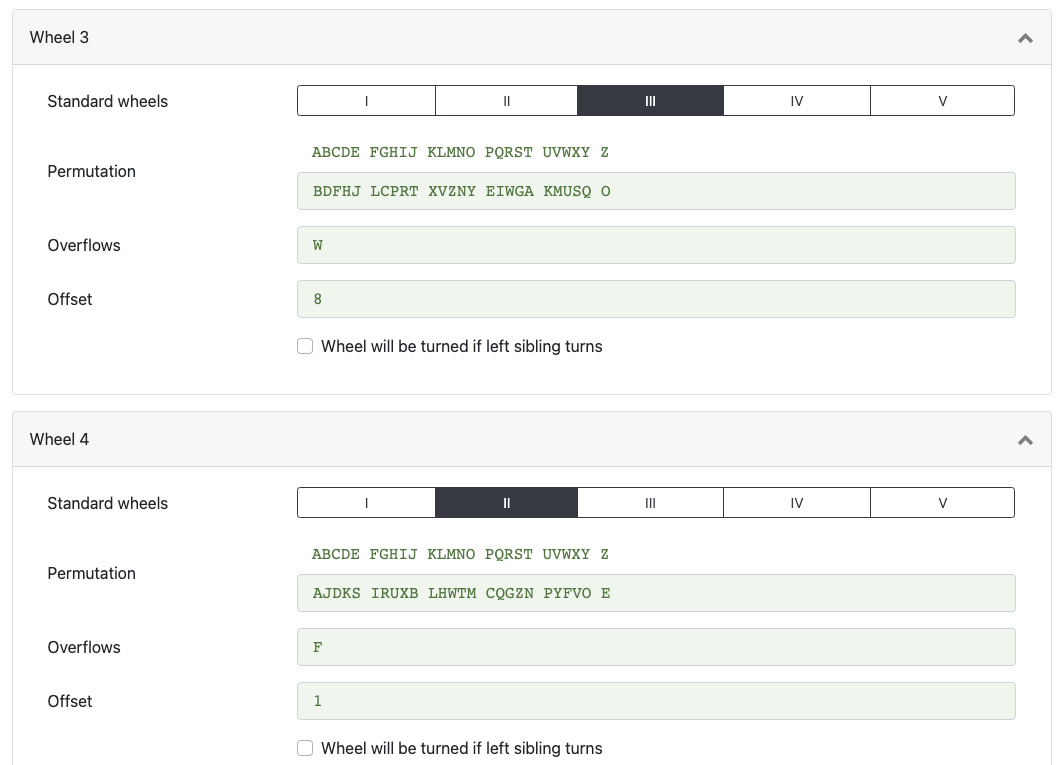 Wheel 3
Standard wheels I II III IV V
ABCDE FGHIJ KLMNO PQRST UVWXY Z
Permutation
BDFHJ LCPRT XVZNY EIWGA KMUSQ O
Overflows W
Offset 8
Wheel will be turned if left sibling turns
Wheel 4
Standard wheels I II III IV V
ABCDE FGHIJ KLMNO PQRST UVWXY Z
Permutation
AJDKS IRUXB LHWTM CQGZN PYFVO E
Overflows F
Offset 1
Wheel will be turned if left sibling turns